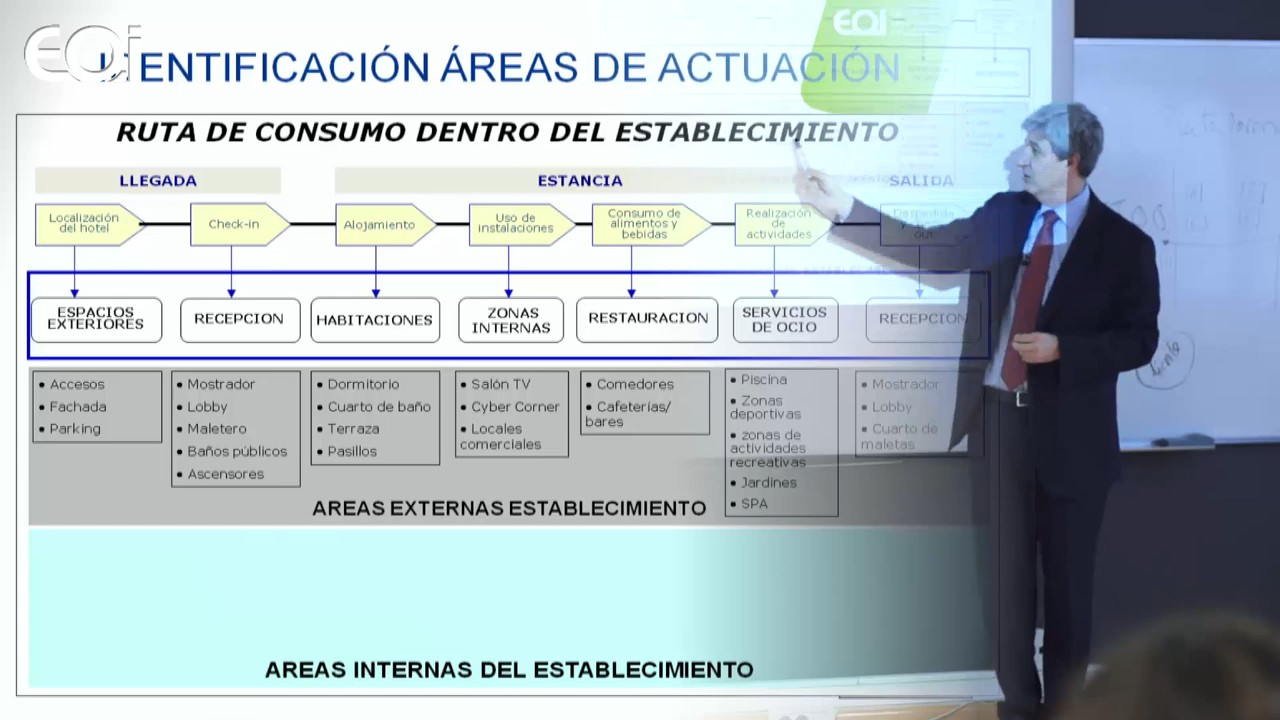 EOI
IDENTIFICACIÓN ÁREAS DE ACTUACIÓN
EOI
RUTA DE CONSUMO DENTRO DEL ESTABLECIMIENTO
LLEGADA
ESTANCIA
SALIDA
Localización
del hotel
Check-in
Alojamiento
Uso de
instalaciones
Consumo de
alimentos y
bebidas
Realización
de
actividades
ESPACIOS
EXTERIORES
RECEPCION
HABITACIONES
ZONAS
INTERNAS
RESTAURACION
SERVICIOS
DE OCIO
RECEPCION
• Accesos
• Fachada
• Parking
• Mostrador
• Lobby
• Maletero
• Baños públicos
• Ascensores
• Dormitorio
• Cuarto de baño
• Terraza
• Pasillos
• Salón TV
• Cyber Corner
• Locales
comerciales
• Comedores
• Cafeterías/
bares
• Piscina
• Zonas
deportivas
• zonas de
actividades
recreativas
• Jardines
• SPA
• Mostrador
• Lobby
• Cuarto de
maletas
AREAS EXTERNAS ESTABLECIMIENTO
AREAS INTERNAS DEL ESTABLECIMIENTO